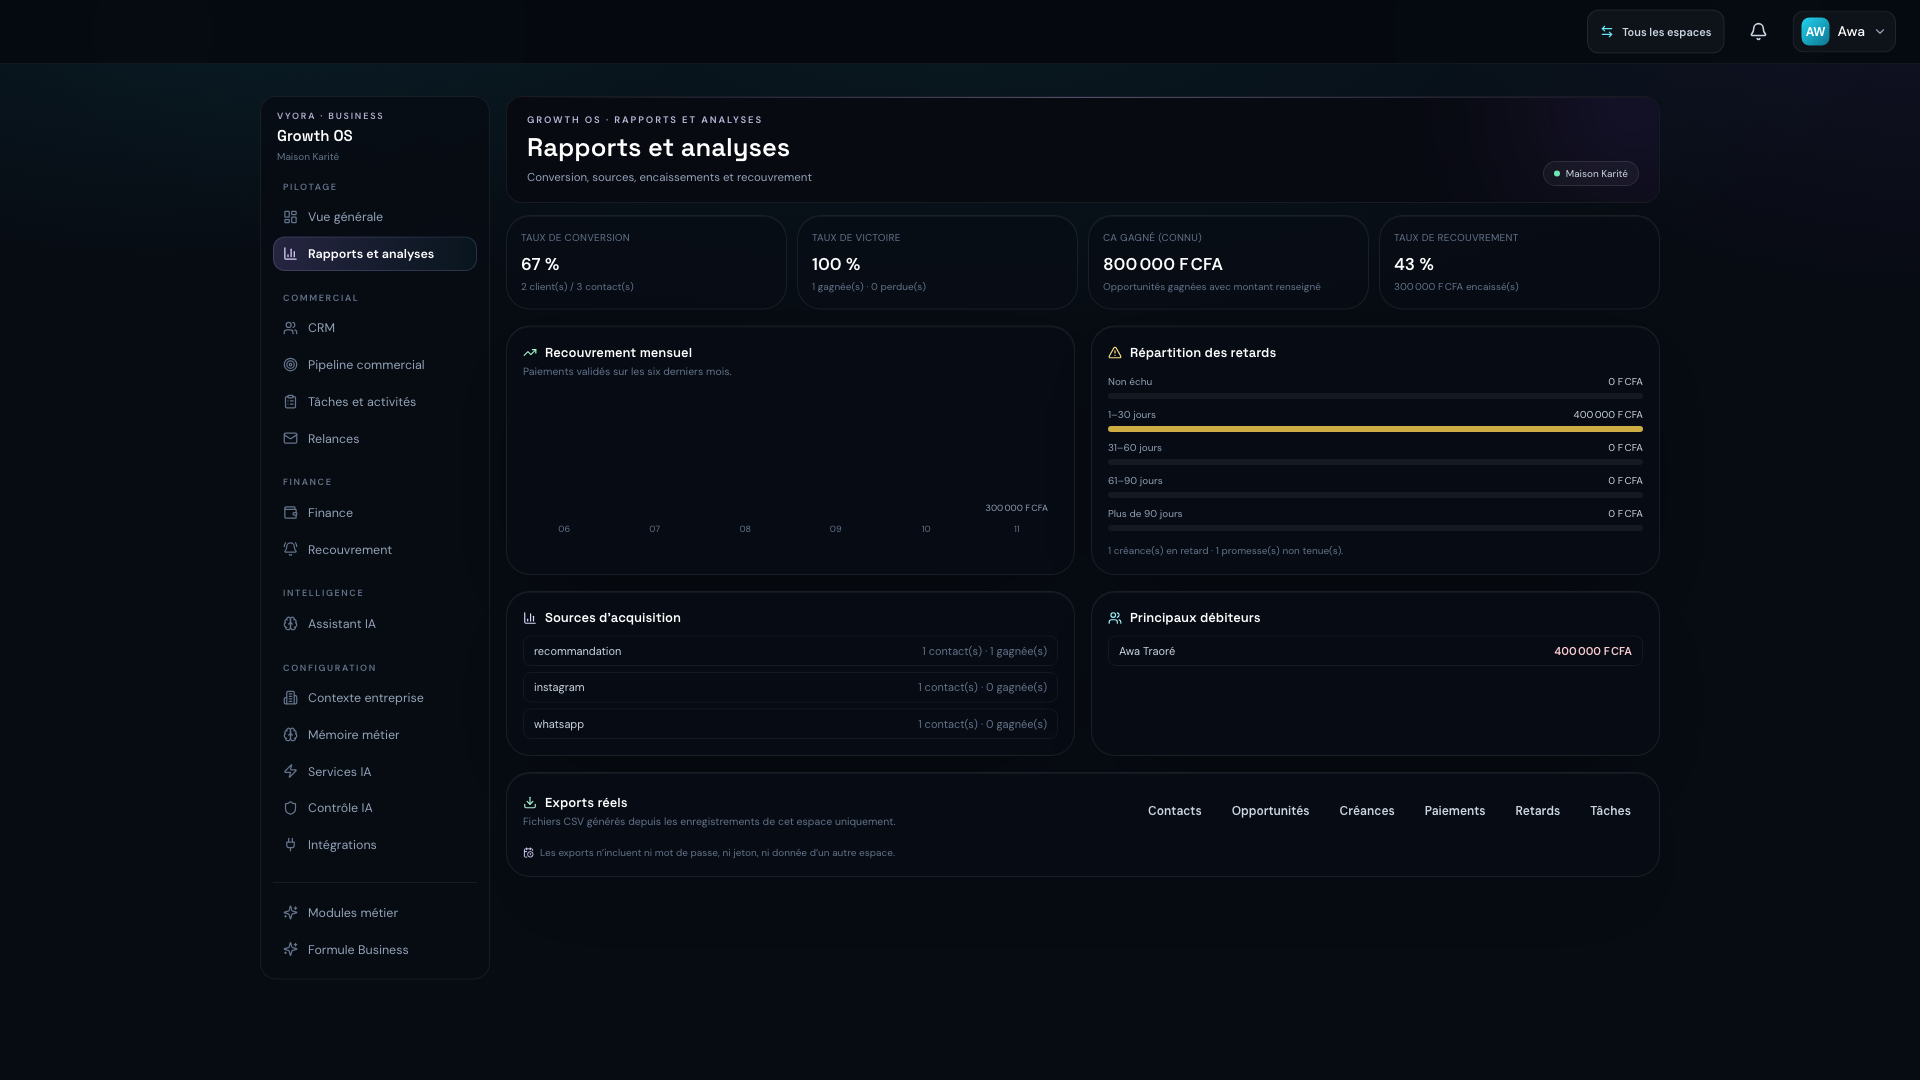 Tous les espaces
AW
Awa
VYORA · BUSINESS
Growth OS
Maison Karité
PILOTAGE
Vue générale
Rapports et analyses
COMMERCIAL
CRM
Pipeline commercial
Tâches et activités
Relances
FINANCE
Finance
Recouvrement
INTELLIGENCE
Assistant IA
CONFIGURATION
Contexte entreprise
Mémoire métier
Services IA
Contrôle IA
Intégrations
Modules métier
Formule Business
GROWTH OS · RAPPORTS ET ANALYSES
Rapports et analyses
Conversion, sources, encaissements et recouvrement
Maison Karité
TAUX DE CONVERSION
67 %
2 client(s) / 3 contact(s)
TAUX DE VICTOIRE
100 %
1 gagnée(s) · 0 perdue(s)
CA GAGNÉ (CONNU)
800 000 F CFA
Opportunités gagnées avec montant renseigné
TAUX DE RECOUVREMENT
43 %
300 000 F CFA encaissé(s)
Recouvrement mensuel
Paiements validés sur les six derniers mois.
300 000 F CFA
06 07 08 09 10 11
Répartition des retards
Non échu 0 F CFA
1–30 jours 400 000 F CFA
31–60 jours 0 F CFA
61–90 jours 0 F CFA
Plus de 90 jours 0 F CFA
1 créance(s) en retard · 1 promesse(s) non tenue(s).
Sources d’acquisition
recommandation 1 contact(s) · 1 gagnée(s)
instagram 1 contact(s) · 0 gagnée(s)
whatsapp 1 contact(s) · 0 gagnée(s)
Principaux débiteurs
Awa Traoré 400 000 F CFA
Exports réels
Fichiers CSV générés depuis les enregistrements de cet espace uniquement.
Contacts Opportunités Créances Paiements Retards Tâches
Les exports n’incluent ni mot de passe, ni jeton, ni donnée d’un autre espace.